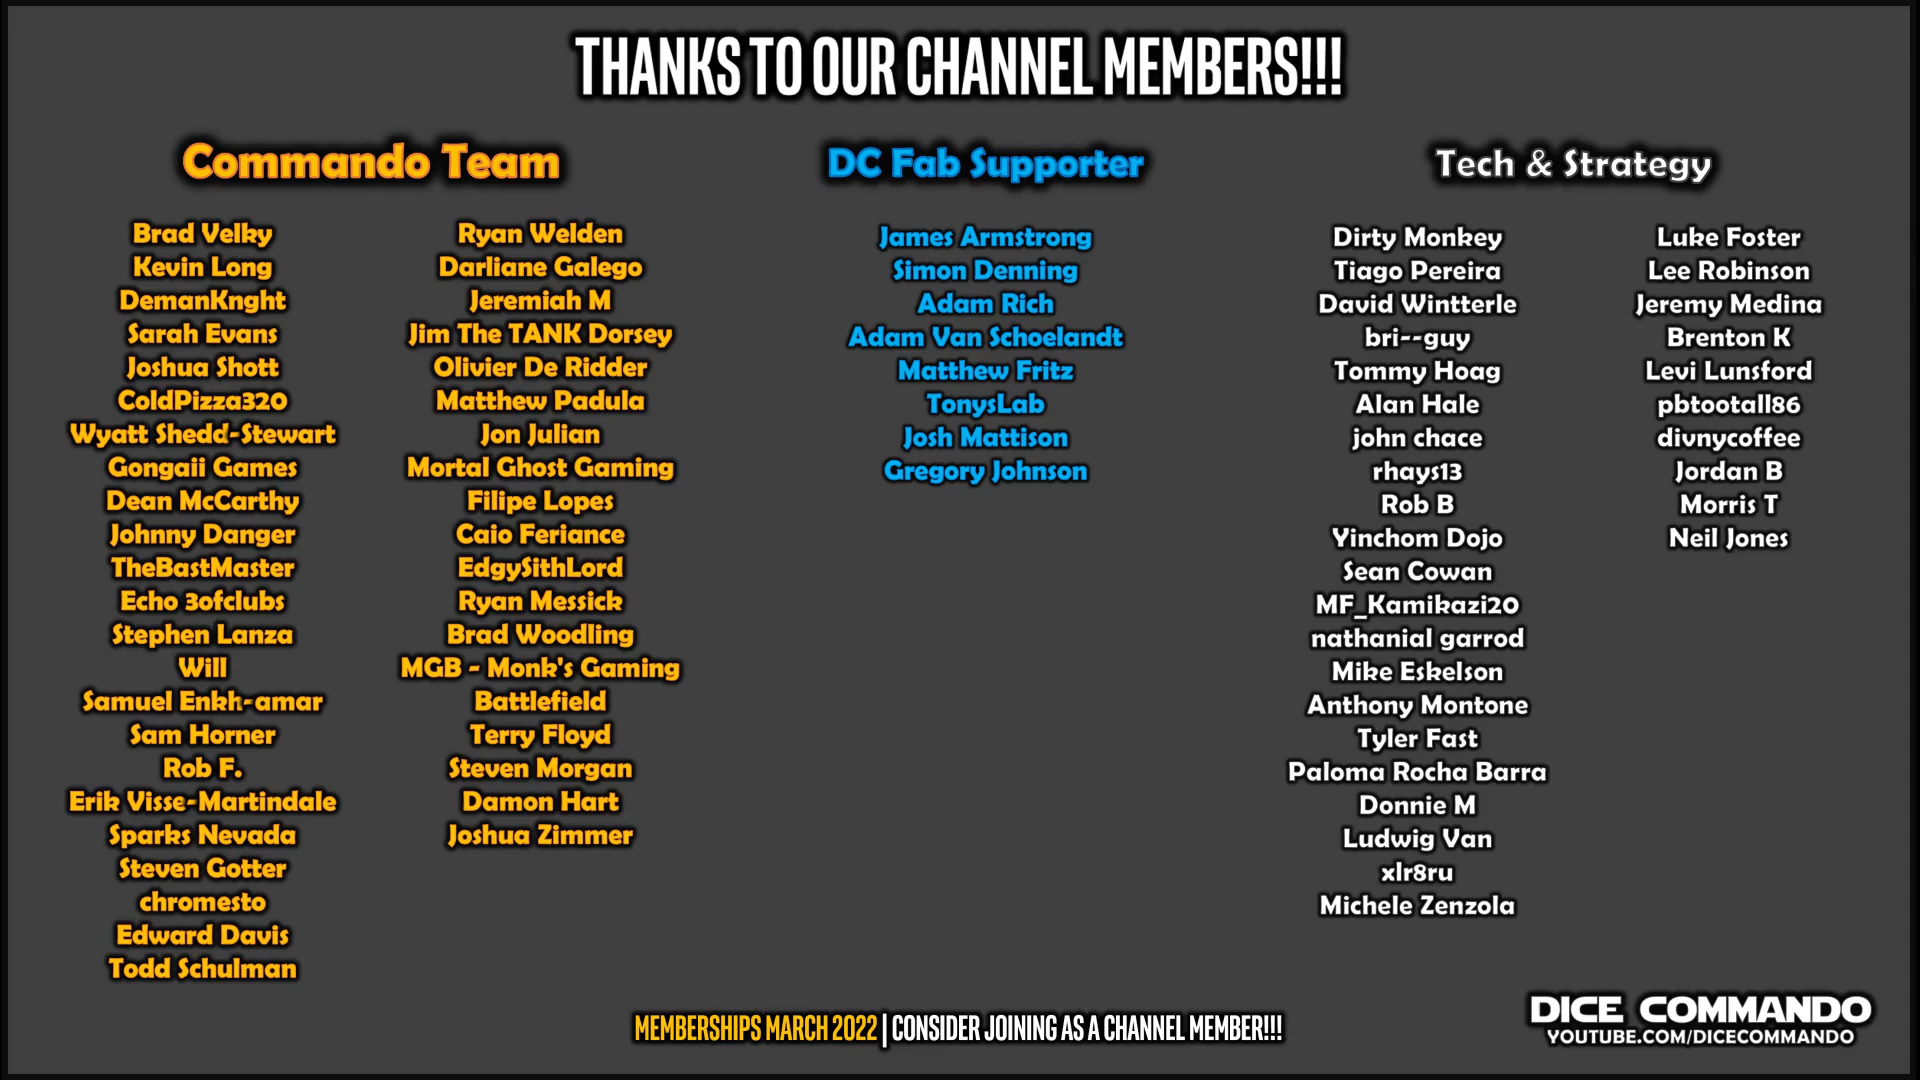 THANKS TO OUR CHANNEL MEMBERS!!!
Commando Team
Brad Velky
Kevin Long
DemanKnght
Sarah Evans
Joshua Shott
ColdPizza320
Wyatt Shedd-Stewart
Gongaii Games
Dean McCarthy
Johnny Danger
TheBastMaster
Echo 3ofclubs
Stephen Lanza
Will
Samuel Enkh-amar
Sam Horner
Rob F.
Erik Visse-Martindale
Sparks Nevada
Steven Gotter
chromesto
Edward Davis
Todd Schulman
Ryan Welden
Darliane Galego
Jeremiah M
Jim The TANK Dorsey
Olivier De Ridder
Matthew Padula
Jon Julian
Mortal Ghost Gaming
Filipe Lopes
Caio Feriance
EdgySithLord
Ryan Messick
Brad Woodling
MGB - Monk's Gaming
Battlefield
Terry Floyd
Steven Morgan
Damon Hart
Joshua Zimmer
DC Fab Supporter
James Armstrong
Simon Denning
Adam Rich
Adam Van Schoelandt
Matthew Fritz
TonysLab
Josh Mattison
Gregory Johnson
Tech & Strategy
Dirty Monkey
Tiago Pereira
David Wintterle
bri--guy
Tommy Hoag
Alan Hale
john chace
rhays13
Rob B
Yinchom Dojo
Sean Cowan
MF_Kamikazi20
nathanial garrod
Mike Eskelson
Anthony Montone
Tyler Fast
Paloma Rocha Barra
Donnie M
Ludwig Van
xlr8ru
Michele Zenzola
Luke Foster
Lee Robinson
Jeremy Medina
Brenton K
Levi Lunsford
pbtootall86
divnycoffee
Jordan B
Morris T
Neil Jones
MEMBERSHIPS MARCH 2022 | CONSIDER JOINING AS A CHANNEL MEMBER!!!
DICE COMMANDO
YOUTUBE.COM/DICECOMMANDO